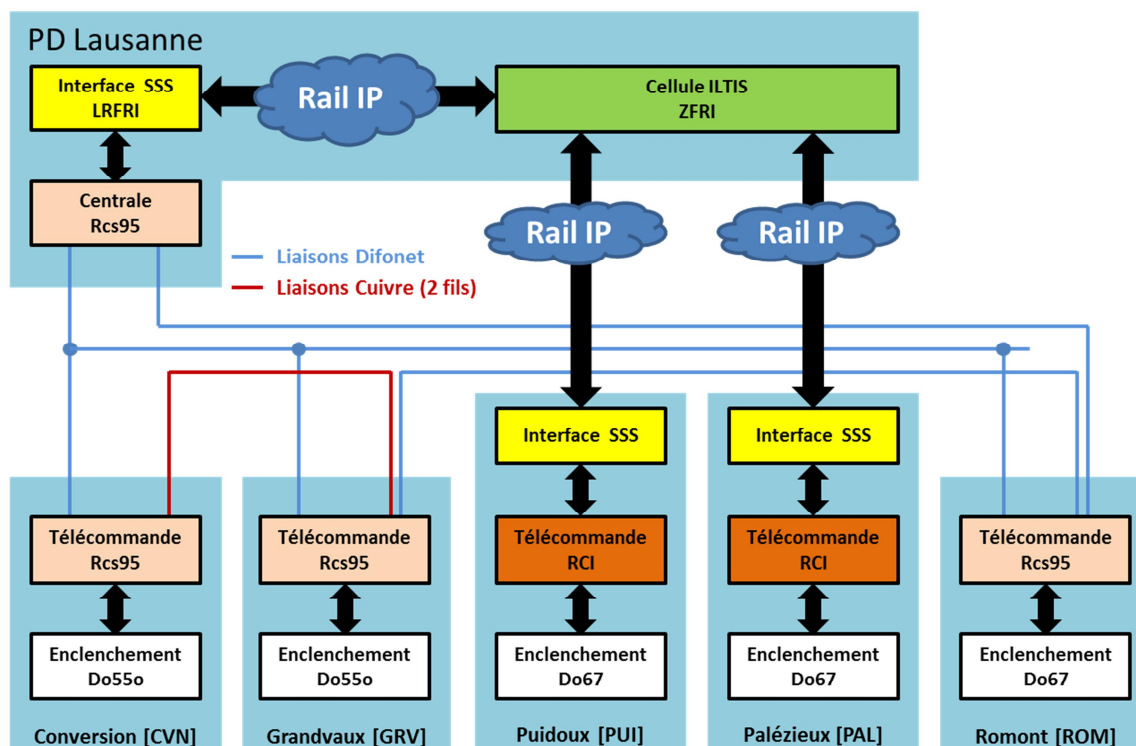 PD Lausanne
Interface SSS
LRFRI
Rail IP
Cellule ILTIS
ZFRI
Centrale
Rcs95
Rail IP
Rail IP
Liaisons Difonet
Liaisons Cuivre (2 fils)
Interface SSS
Interface SSS
Télécommande
Rcs95
Télécommande
Rcs95
Télécommande
RCI
Télécommande
RCI
Télécommande
Rcs95
Enclenchement
Do55o
Enclenchement
Do55o
Enclenchement
Do67
Enclenchement
Do67
Enclenchement
Do67
Conversion [CVN]
Grandvaux [GRV]
Puidoux [PUI]
Palézieux [PAL]
Romont [ROM]